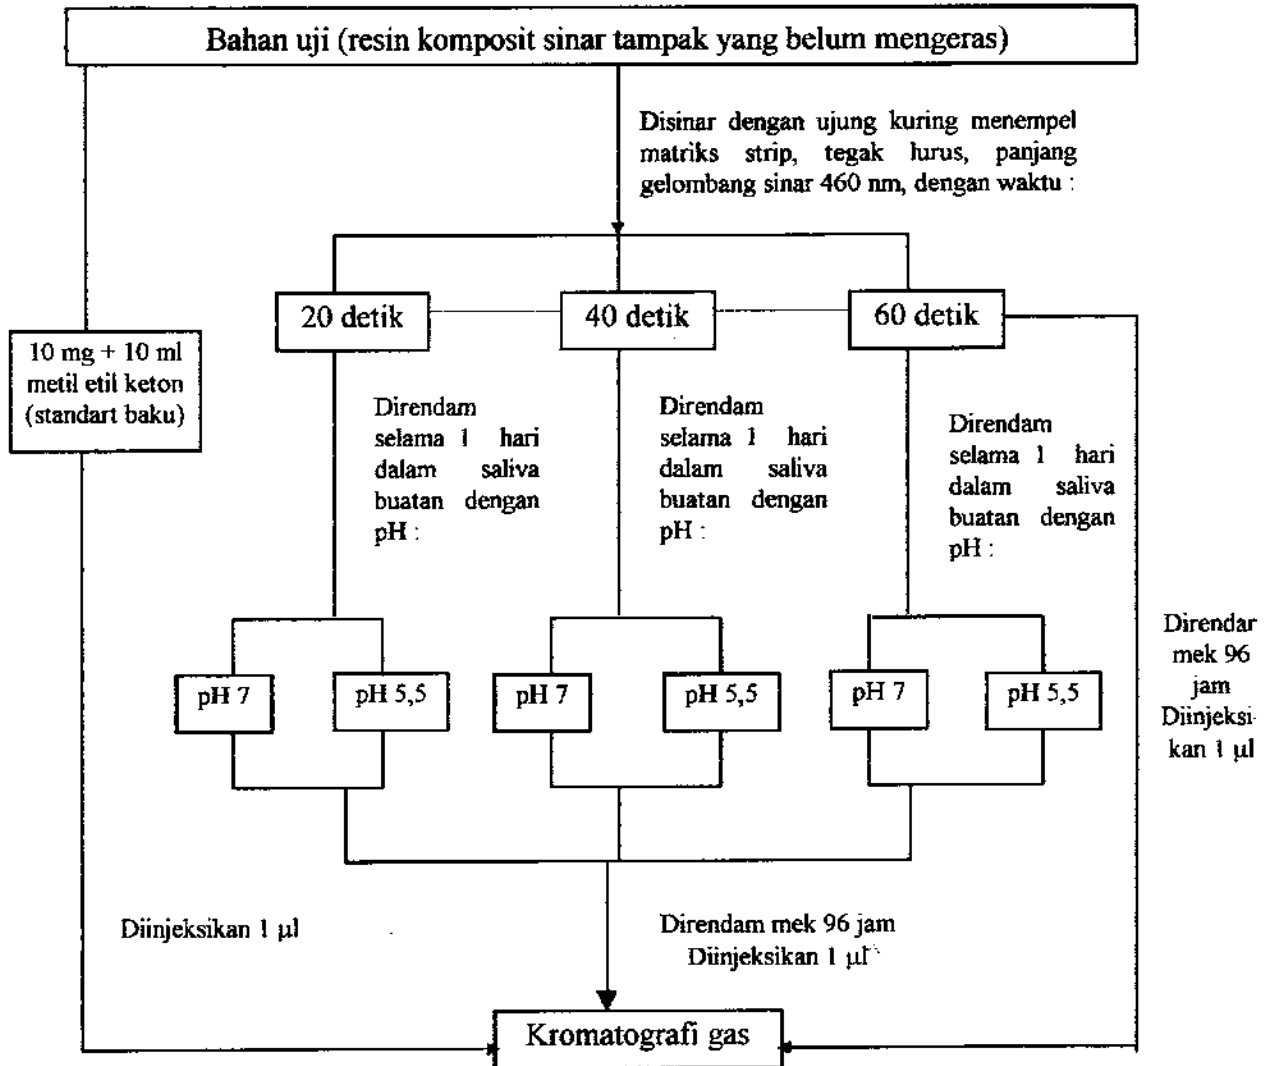 Bahan uji (resin komposit sinar tampak yang belum mengeras)
Disinar dengan ujung kuring menempel
matriks strip, tegak lurus, panjang
gelombang sinar 460 nm, dengan waktu :
20 detik
40 detik
60 detik
10 mg + 10 ml
metil etil keton
(standart baku)
Direndam
selama 1 hari
dalam saliva
buatan dengan
pH :
Direndam
selama 1 hari
dalam saliva
buatan dengan
pH :
Direndam
selama 1 hari
dalam saliva
buatan dengan
pH :
Direndar
mek 96
jam
Diinjeksi-
kan 1 µl
pH 7
pH 5,5
pH 7
pH 5,5
pH 7
pH 5,5
Diinjeksikan 1 µl
Direndam mek 96 jam
Diinjeksikan 1 µl
Kromatografi gas